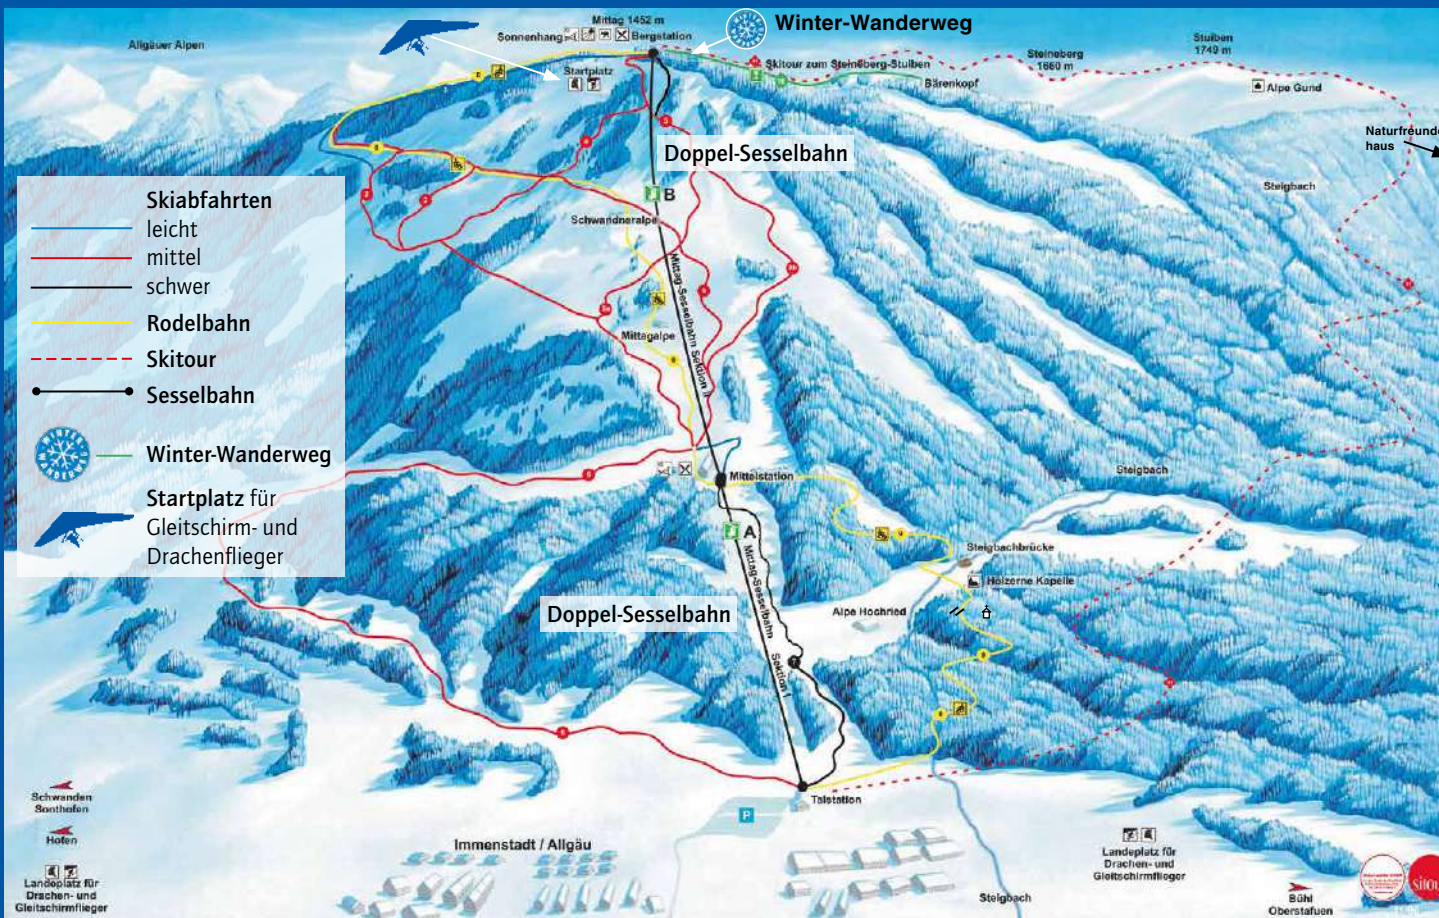 Allgäuer Alpen
Mittag 1452 m
Sonnenhang
Bergstation
Winter-Wanderweg
Startplatz
Skitour zum Steineberg-Stuiben
Bärenkopf
Steineberg
1660 m
Stuiben
1749 m
Alpe Gund
Naturfreunde
haus
Steigbach
Doppel-Sesselbahn
B
Schwandneralpe
Mittag-Sesselbahn Sektion II
Mittagalpe
Skiabfahrten
leicht
mittel
schwer
Rodelbahn
Skitour
Sesselbahn
Winter-Wanderweg
Startplatz für
Gleitschirm- und
Drachenflieger
Mittelstation
Steigbach
A
Mittag-Sesselbahn Sektion I
Steigbachbrücke
Hölzerne Kapelle
Alpe Hochried
Doppel-Sesselbahn
Talstation
P
Schwanden
Sonthofen
Hofen
Immenstadt / Allgäu
Landeplatz für
Drachen- und
Gleitschirmflieger
Steigbach
Landeplatz für
Drachen- und
Gleitschirmflieger
Bühl
Oberstaufen